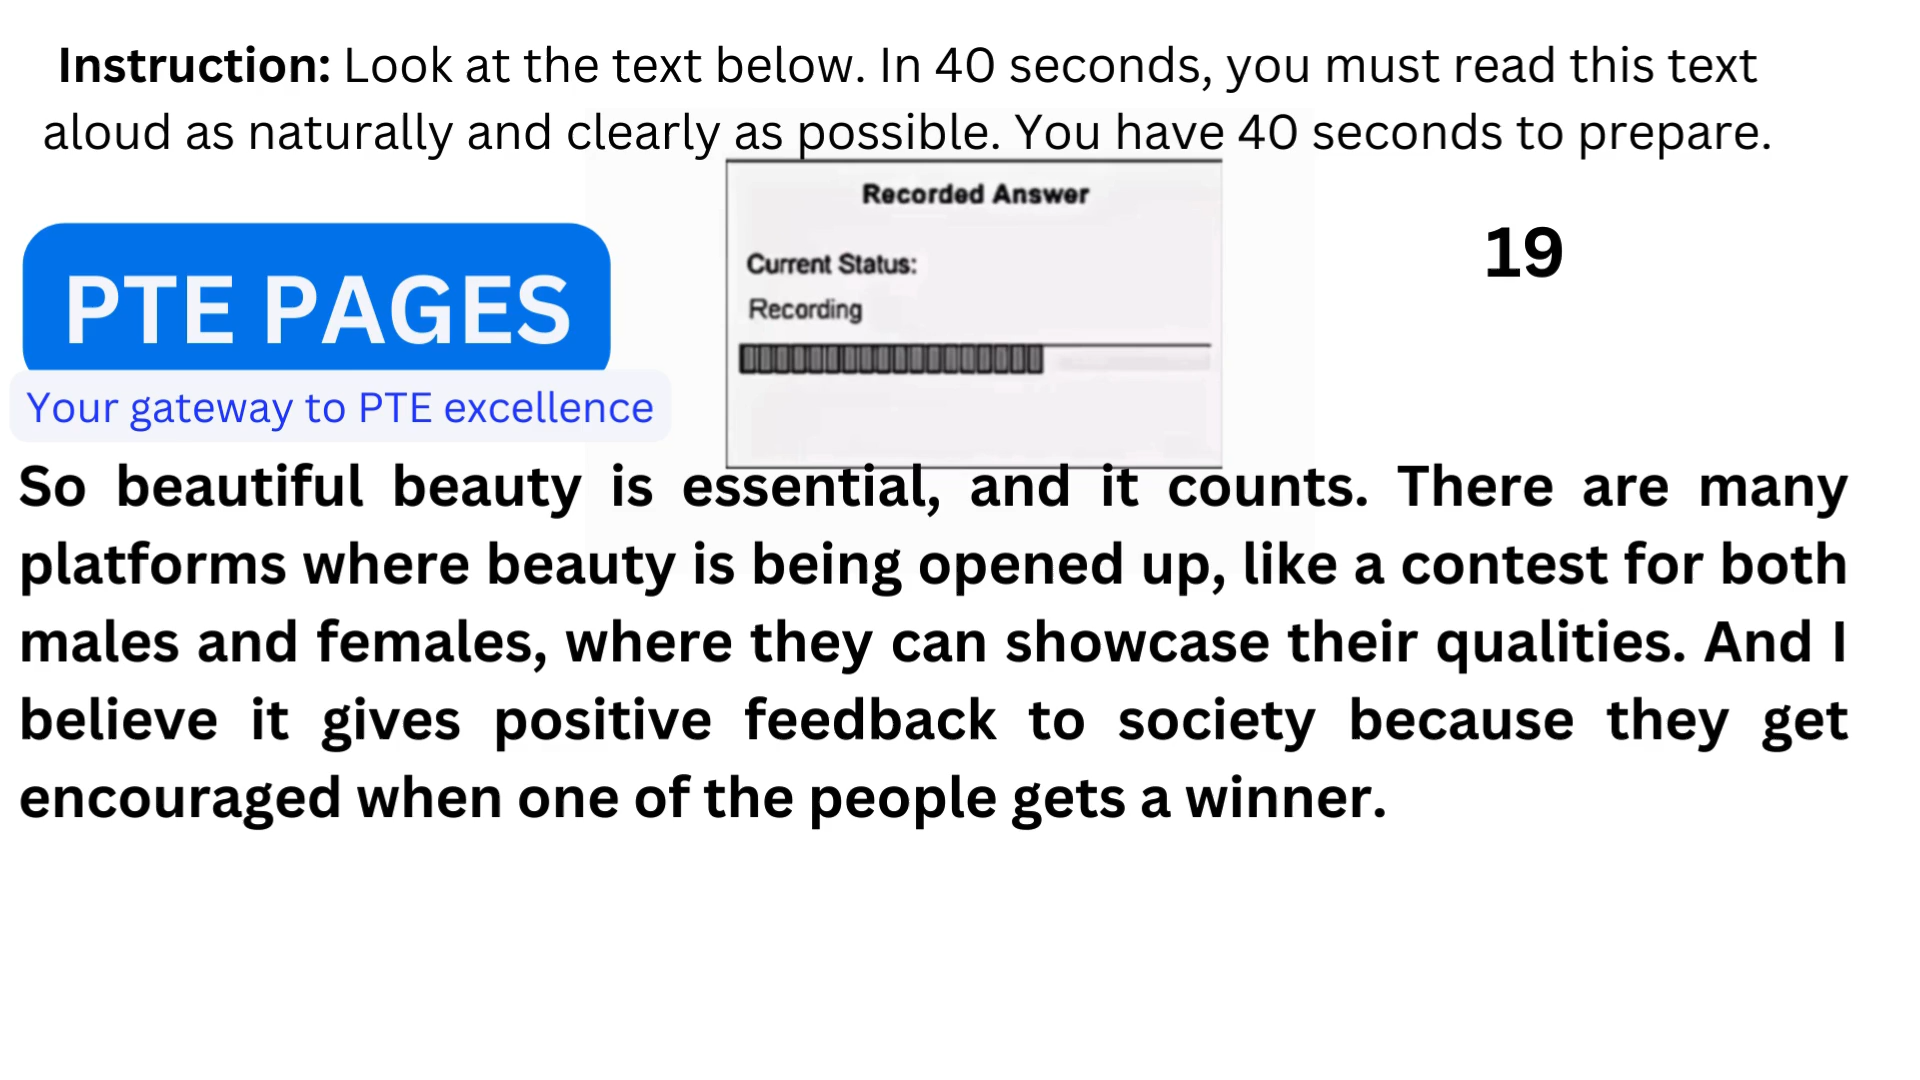 Instruction: Look at the text below. In 40 seconds, you must read this text
aloud as naturally and clearly as possible. You have 40 seconds to prepare.
Recorded Answer
19
PTE PAGES
Current Status:
Recording
Your gateway to PTE excellence
So beautiful beauty is essential, and it counts. There are many
platforms where beauty is being opened up, like a contest for both
males and females, where they can showcase their qualities. And I
believe it gives positive feedback to society because they get
encouraged when one of the people gets a winner.